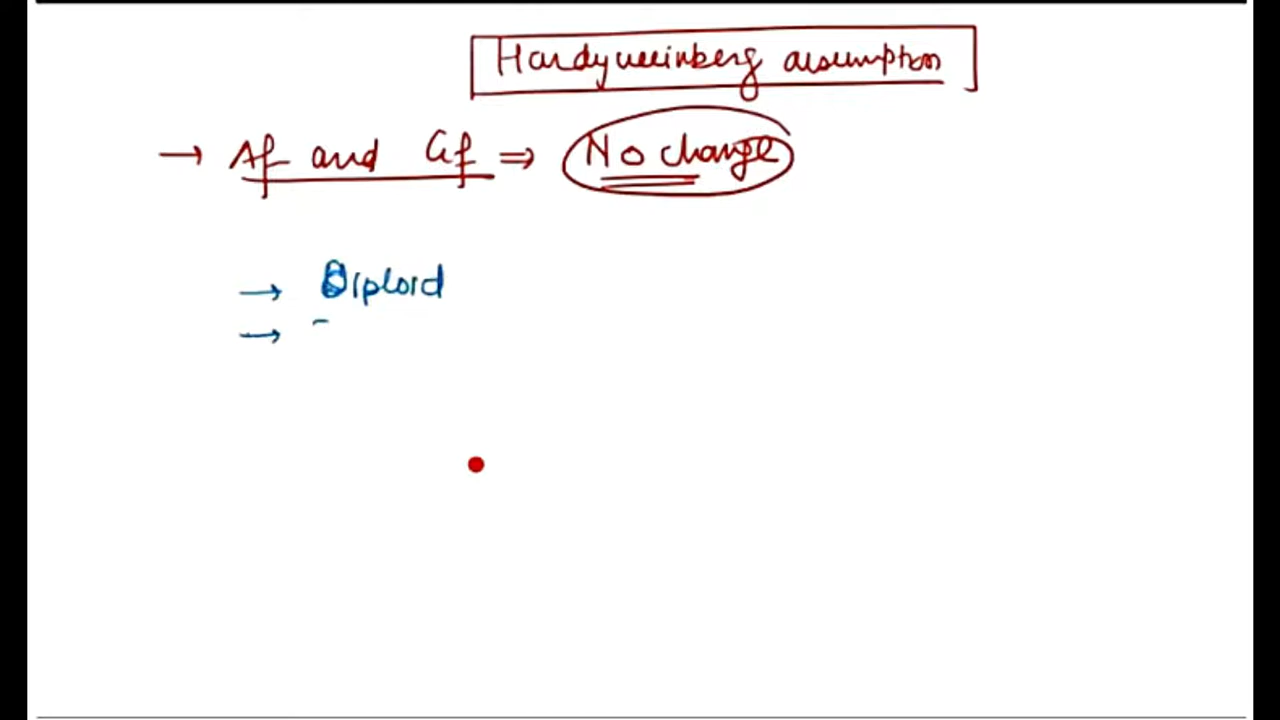 Hardyweinberg assumption
→ Af and Gf ⇒ No change
→ Diploid
→